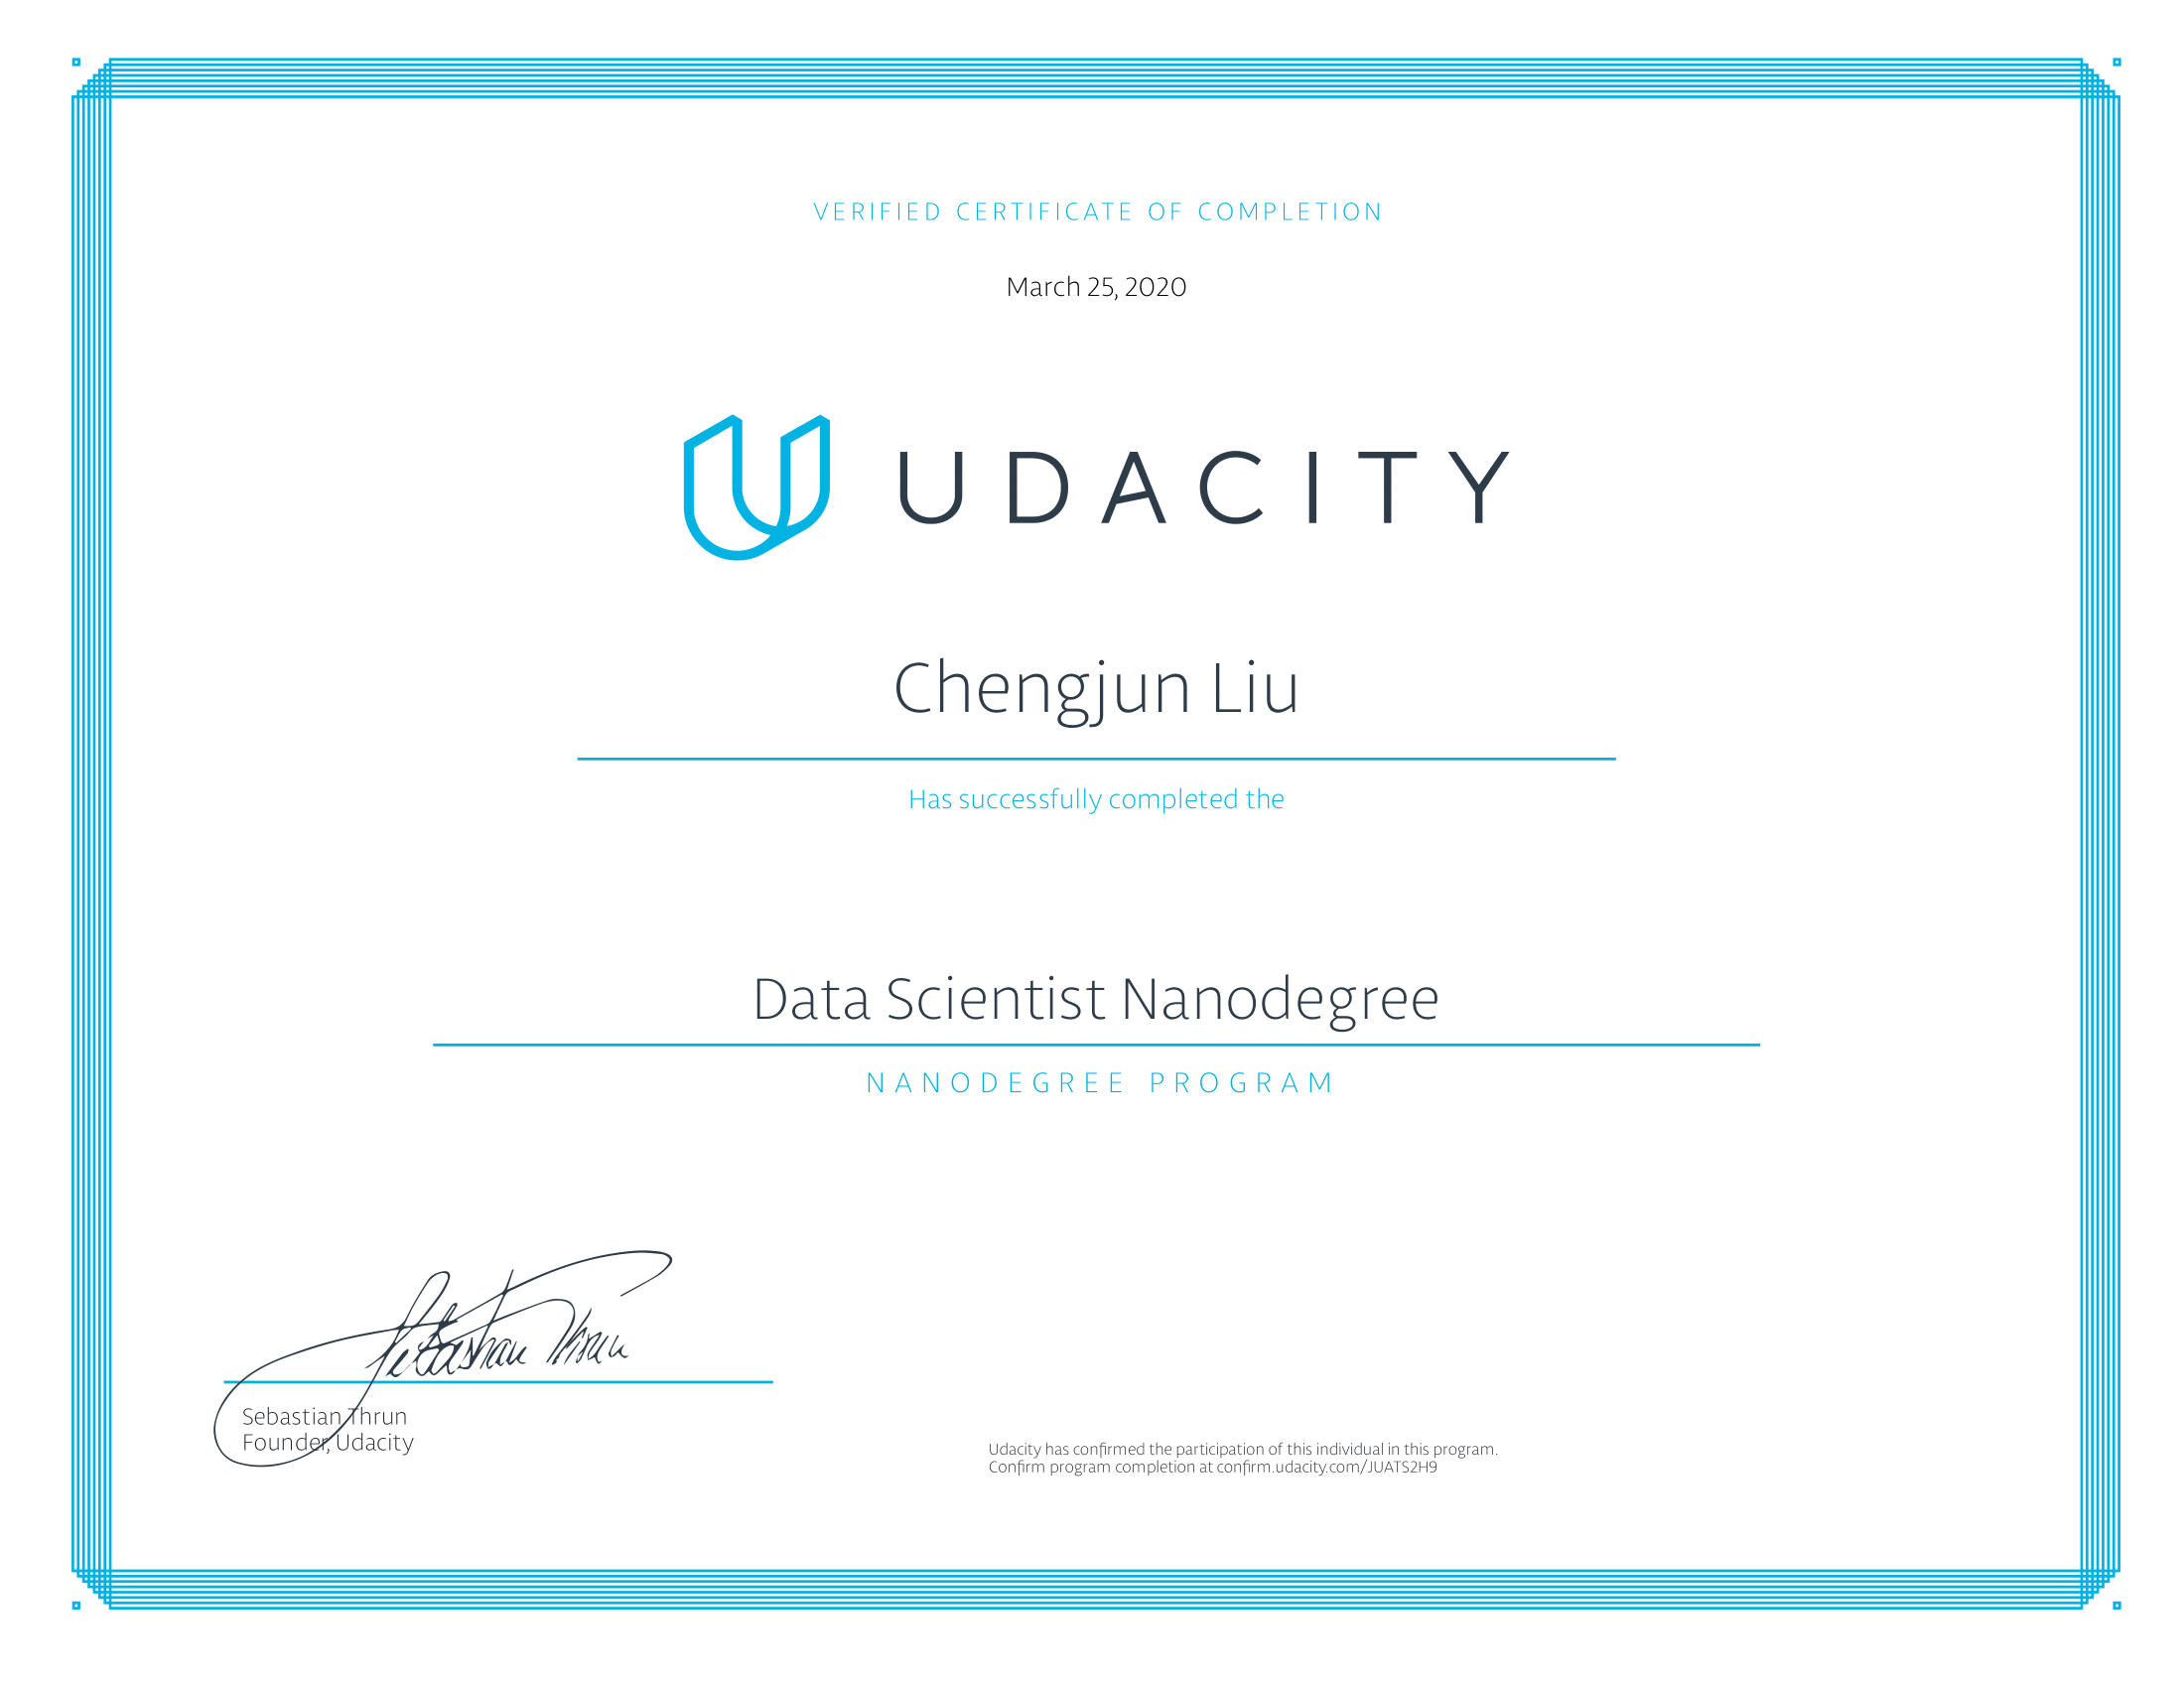 VERIFIED CERTIFICATE OF COMPLETION
March 25, 2020
UDACITY
Chengjun Liu
Has successfully completed the
Data Scientist Nanodegree
NANODEGREE PROGRAM
Sebastian Thrun
Sebastian Thrun
Founder, Udacity
Udacity has confirmed the participation of this individual in this program.
Confirm program completion at confirm.udacity.com/JUATS2H9